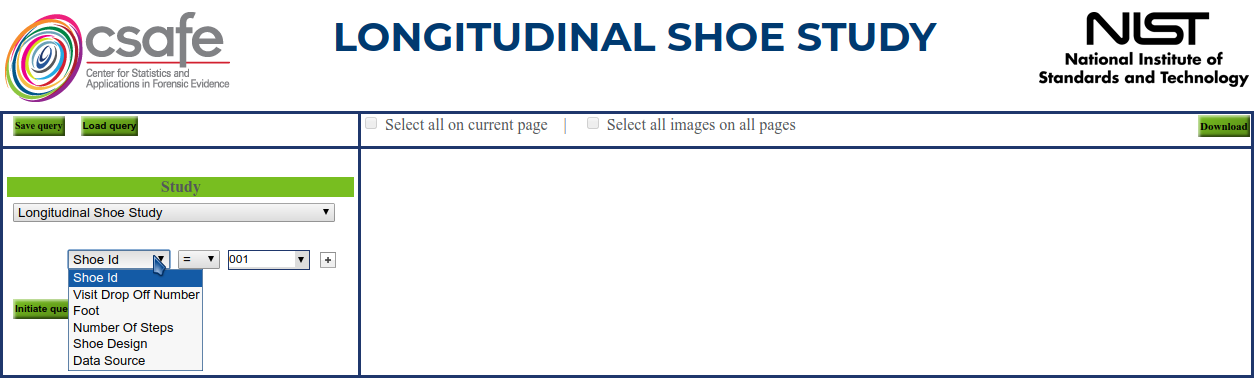 csafe
Center for Statistics and
Applications in Forensic Evidence
LONGITUDINAL SHOE STUDY
NIST
National Institute of
Standards and Technology
Save query Load query
Select all on current page | Select all images on all pages
Download
Study
Longitudinal Shoe Study
Shoe Id = 001 +
Shoe Id
Visit Drop Off Number
Foot
Initiate que
Number Of Steps
Shoe Design
Data Source